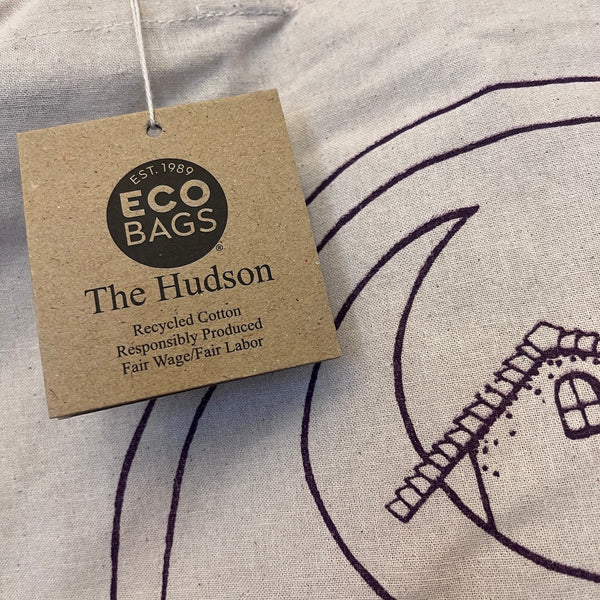 EST. 1989
ECO
BAGS
®
The Hudson
Recycled Cotton
Responsibly Produced
Fair Wage/Fair Labor